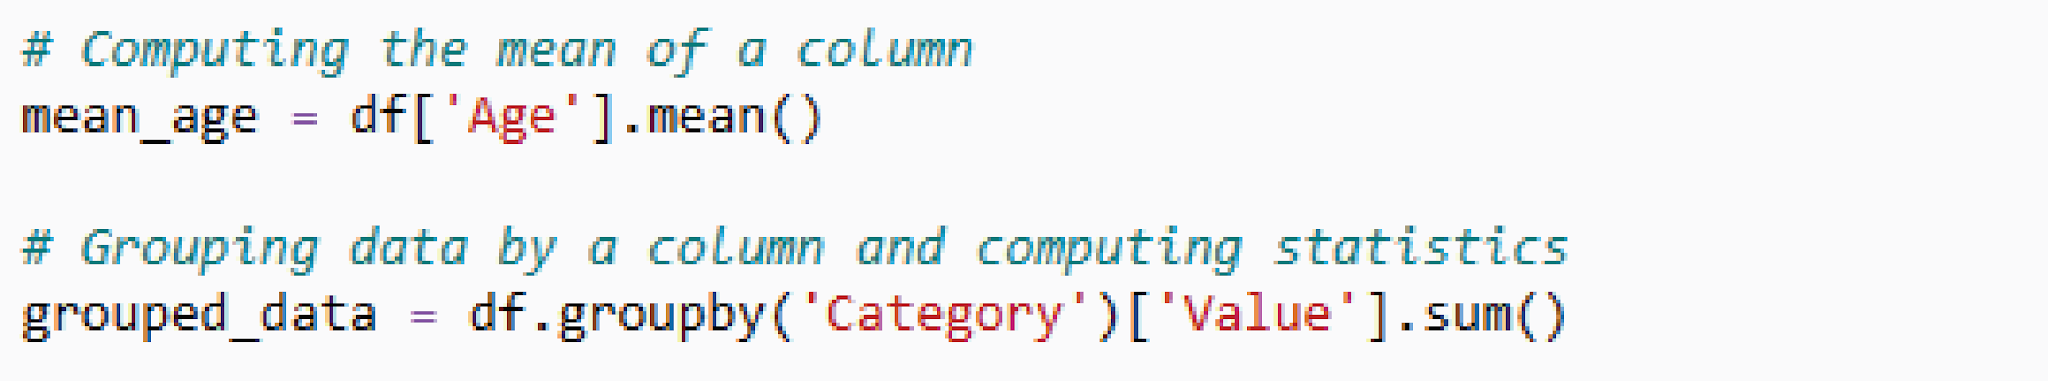 # Computing the mean of a column
mean_age = df['Age'].mean()
# Grouping data by a column and computing statistics
grouped_data = df.groupby('Category')['Value'].sum()